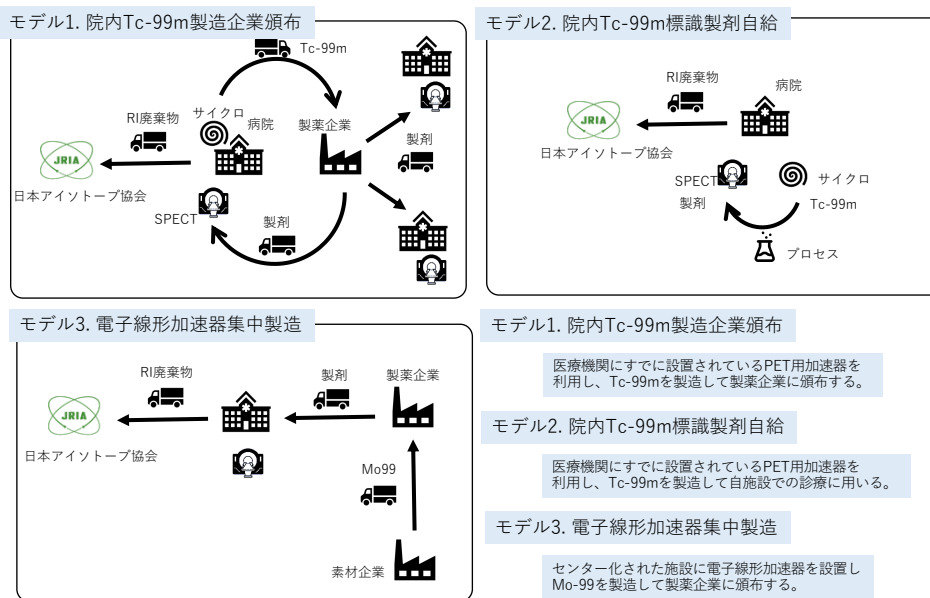 モデル1. 院内Tc-99m製造企業頒布
Tc-99m
RI廃棄物
サイクロ
病院
製薬企業
製剤
JRIA
日本アイソトープ協会
SPECT
製剤
モデル2. 院内Tc-99m標識製剤自給
RI廃棄物
病院
JRIA
日本アイソトープ協会
SPECT
サイクロ
製剤
Tc-99m
プロセス
モデル3. 電子線形加速器集中製造
RI廃棄物
製剤
製薬企業
JRIA
日本アイソトープ協会
Mo99
素材企業
モデル1. 院内Tc-99m製造企業頒布
医療機関にすでに設置されているPET用加速器を
利用し、Tc-99mを製造して製薬企業に頒布する。
モデル2. 院内Tc-99m標識製剤自給
医療機関にすでに設置されているPET用加速器を
利用し、Tc-99mを製造して自施設での診療に用いる。
モデル3. 電子線形加速器集中製造
センター化された施設に電子線形加速器を設置し
Mo-99を製造して製薬企業に頒布する。